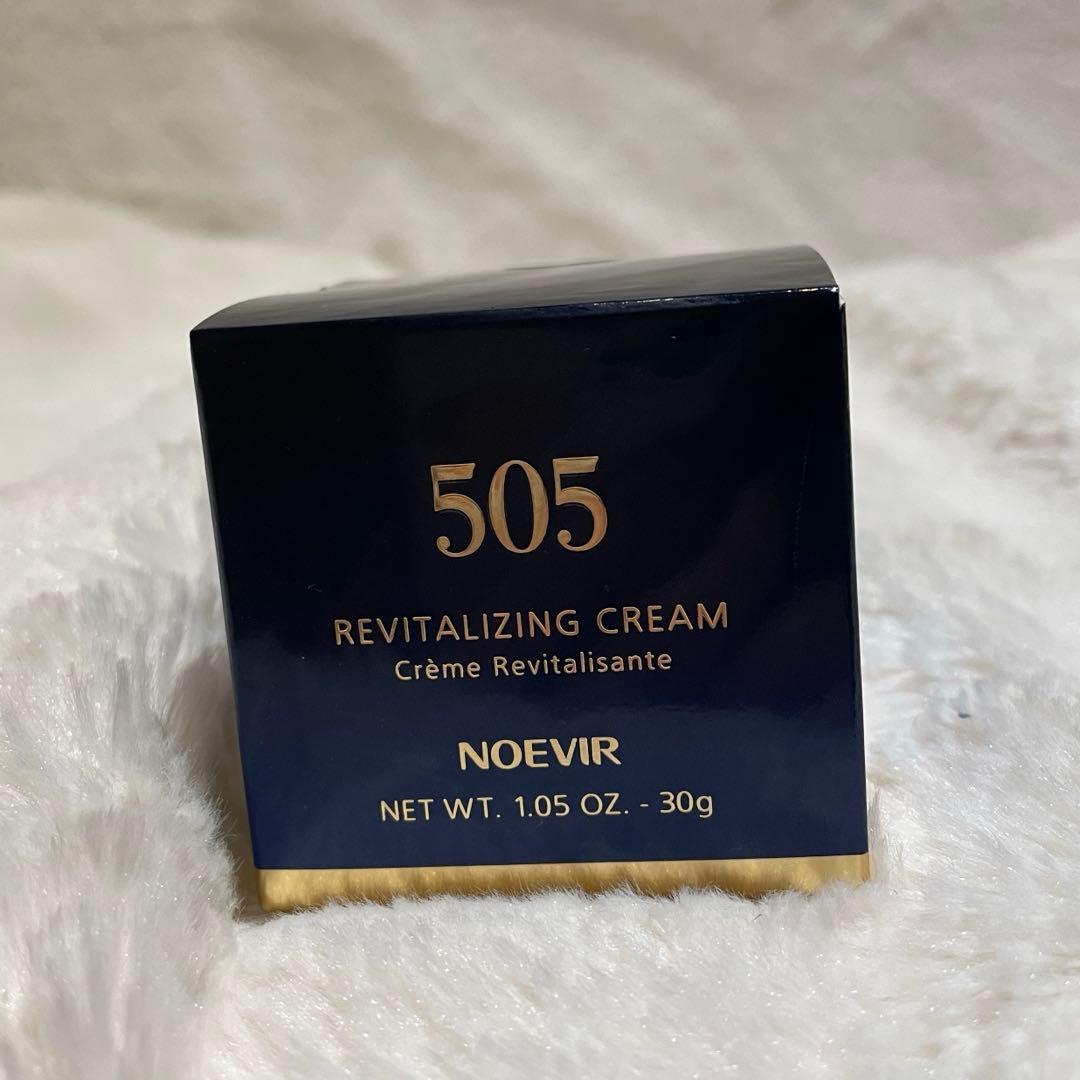 505
REVITALIZING CREAM
Crème Revitalisante
NOEVIR
NET WT. 1.05 OZ. - 30g